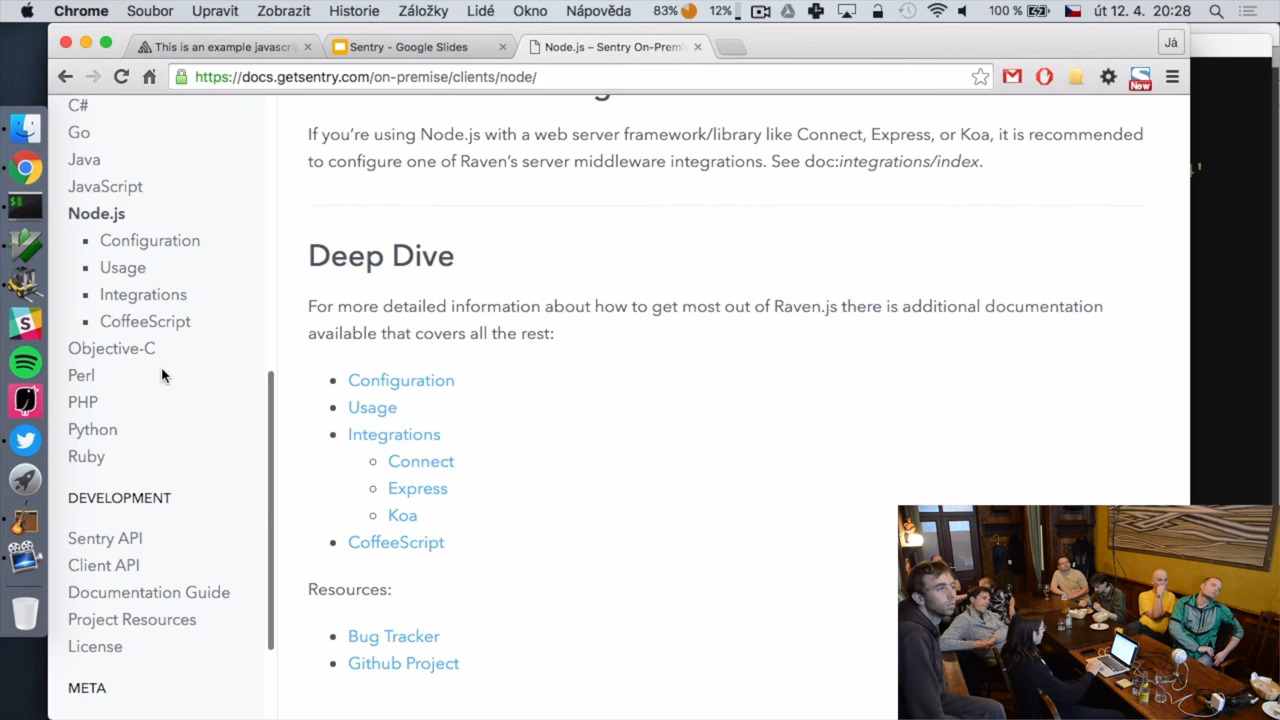 Chrome Soubor Upravit Zobrazit Historie Záložky Lidé Okno Nápověda 83% 12% 100 % út 12. 4. 20:28
This is an example javascri
Sentry - Google Slides
Node.js – Sentry On-Premi
Já
https://docs.getsentry.com/on-premise/clients/node/
New
C#
Go
Java
JavaScript
Node.js
Configuration
Usage
Integrations
CoffeeScript
Objective-C
Perl
PHP
Python
Ruby
DEVELOPMENT
Sentry API
Client API
Documentation Guide
Project Resources
License
META
If you’re using Node.js with a web server framework/library like Connect, Express, or Koa, it is recommended
to configure one of Raven’s server middleware integrations. See doc:integrations/index.
Deep Dive
For more detailed information about how to get most out of Raven.js there is additional documentation
available that covers all the rest:
Configuration
Usage
Integrations
Connect
Express
Koa
CoffeeScript
Resources:
Bug Tracker
Github Project